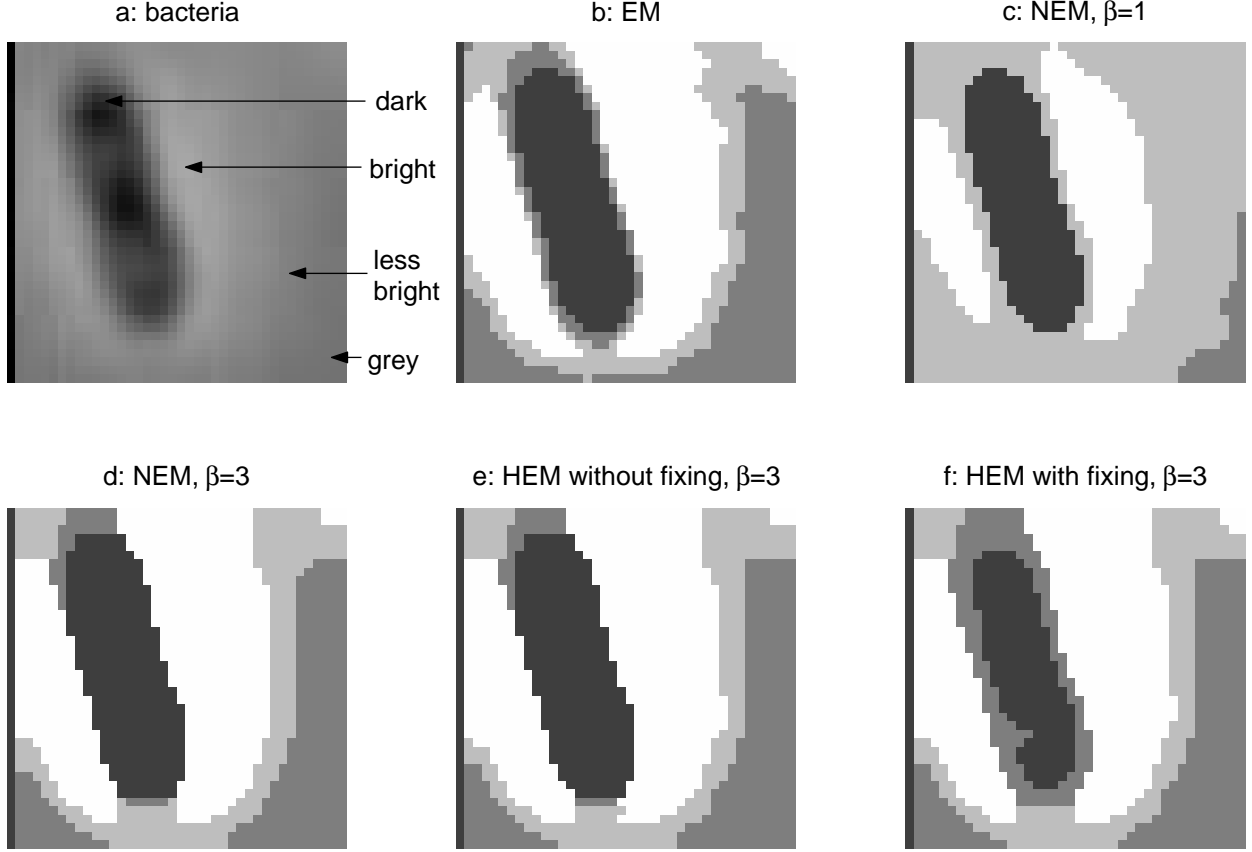 a: bacteria
b: EM
c: NEM, β=1
dark
bright
less
bright
grey
d: NEM, β=3
e: HEM without fixing, β=3
f: HEM with fixing, β=3